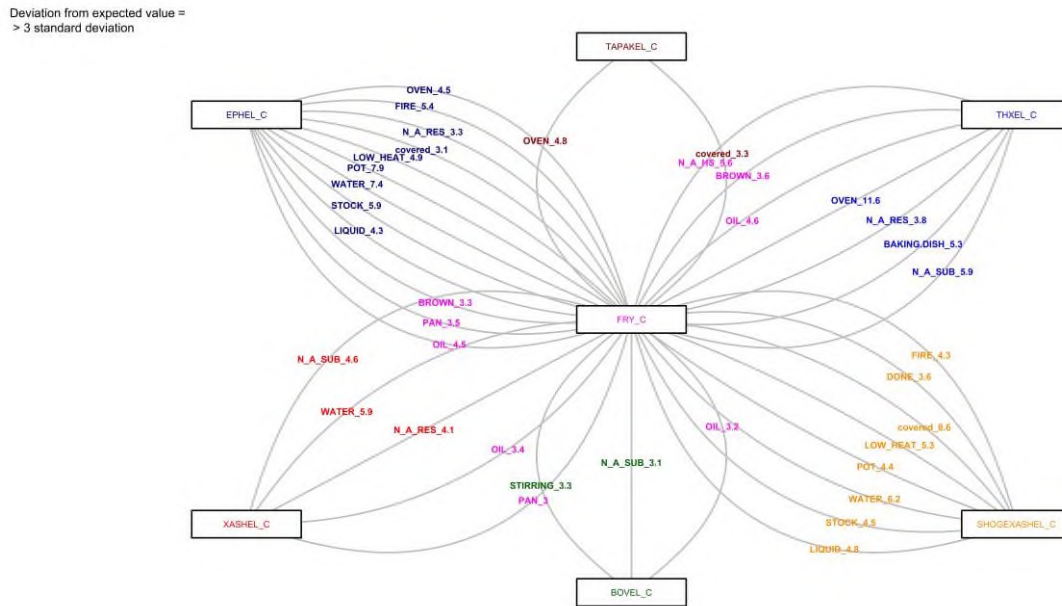 Deviation from expected value =
> 3 standard deviation
TAPAKEL_C
EPHEL_C
THXEL_C
OVEN_4.5
FIRE_5.4
N_A_RES_3.3
OVEN_4.8
covered_3.1
covered_3.3
LOW_HEAT_4.9
N_A_HS_5.6
POT_7.9
BROWN_3.6
WATER_7.4
OVEN_11.6
STOCK_5.9
OIL_4.6
N_A_RES_3.8
LIQUID_4.3
BAKING.DISH_5.3
N_A_SUB_5.9
BROWN_3.3
FRY_C
PAN_3.5
OIL_4.5
N_A_SUB_4.6
FIRE_4.3
DONE_3.6
WATER_5.9
N_A_RES_4.1
OIL_3.2
covered_8.6
OIL_3.4
LOW_HEAT_5.3
N_A_SUB_3.1
POT_4.4
STIRRING_3.3
PAN_3
WATER_6.2
XASHEL_C
STOCK_4.5
SHOGEXASHEL_C
LIQUID_4.8
BOVEL_C